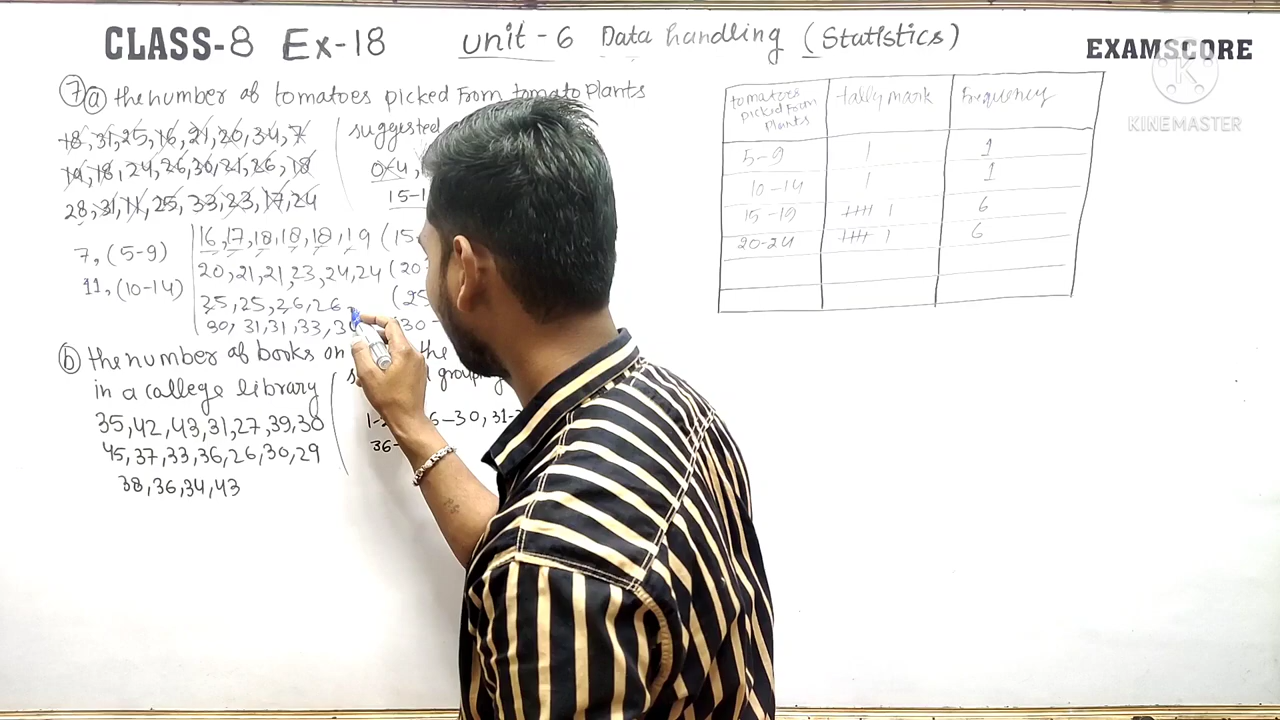 CLASS-8 Ex-18 Unit - 6 Data handling (Statistics)
EXAMSCORE
KINEMASTER
7 a the number of tomatoes picked From tomato Plants
18, 31, 25, 16, 21, 20, 34, 7
19, 18, 24, 26, 30, 21, 26, 18
28, 31, 11, 25, 33, 23, 17, 24
suggested
0-4,
15-1
7, (5-9)
11, (10-14)
16, 17, 18, 18, 18, 19 (15-
20, 21, 21, 23, 24, 24 (20
25, 25, 26, 26 (25
30, 31, 31, 33, 3 (30 -
b the number of books on the
in a college library
35, 42, 43, 31, 27, 39, 30
45, 37, 33, 36, 26, 30, 29
38, 36, 34, 43
6-30, 31-3
36-
tomatoes picked From Plants tally mark Frequency
5-9 1
10-14 1
15-19 6
20-24 6